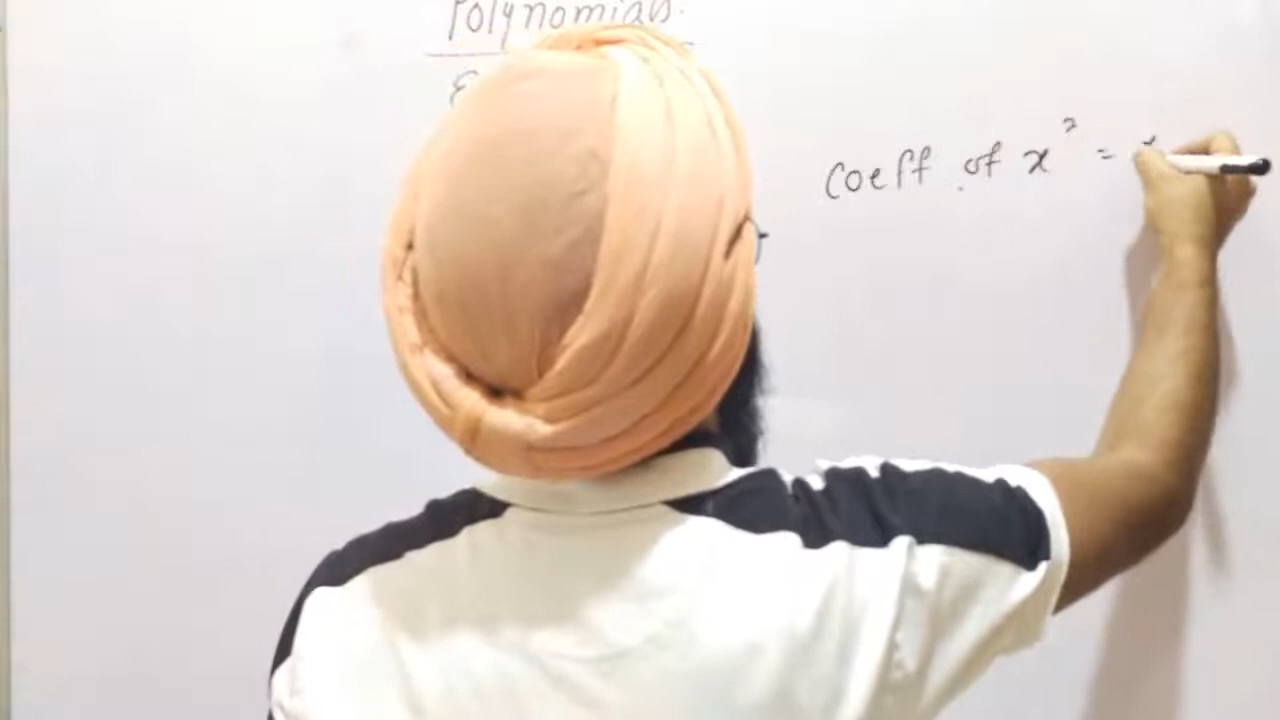 Polynomials.
Coeff of x² =